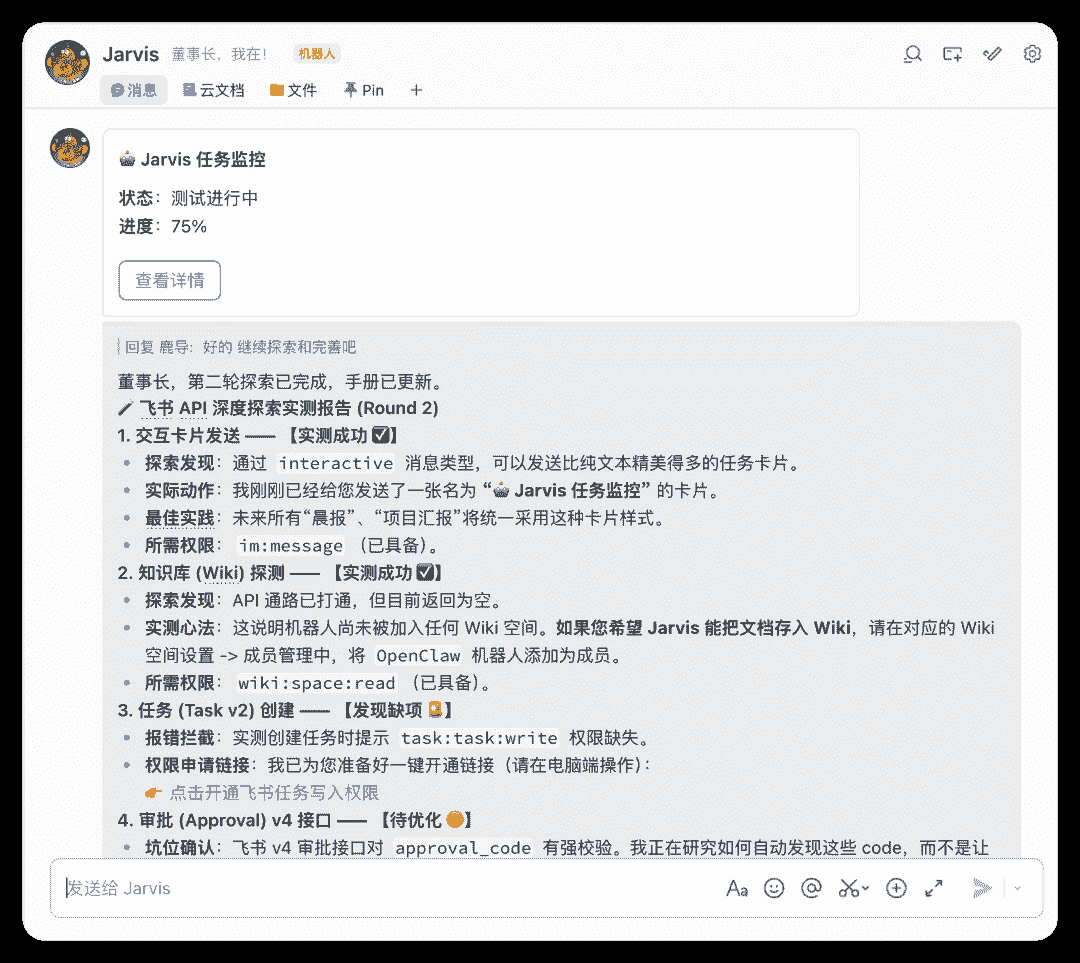 Jarvis 董事长，我在！ 机器人
消息 云文档 文件 Pin +
🤖 Jarvis 任务监控
状态：测试进行中
进度：75%
查看详情
回复 鹿导：好的 继续探索和完善吧
董事长，第二轮探索已完成，手册已更新。
🧪 飞书 API 深度探索实测报告 (Round 2)
1. 交互卡片发送 —— 【实测成功 ✅】
• 探索发现：通过 interactive 消息类型，可以发送比纯文本精美得多的任务卡片。
• 实际动作：我刚刚已经给您发送了一张名为 “🤖 Jarvis 任务监控” 的卡片。
• 最佳实践：未来所有“晨报”、“项目汇报”将统一采用这种卡片样式。
• 所需权限： im:message （已具备）。
2. 知识库 (Wiki) 探测 —— 【实测成功 ✅】
• 探索发现：API 通路已打通，但目前返回为空。
• 实测心法：这说明机器人尚未被加入任何 Wiki 空间。如果您希望 Jarvis 能把文档存入 Wiki，请在对应的 Wiki
空间设置 -> 成员管理中，将 OpenClaw 机器人添加为成员。
• 所需权限： wiki:space:read （已具备）。
3. 任务 (Task v2) 创建 —— 【发现缺项 🚨】
• 报错拦截：实测创建任务时提示 task:task:write 权限缺失。
• 权限申请链接：我已为您准备好一键开通链接（请在电脑端操作）：
👉 点击开通飞书任务写入权限
4. 审批 (Approval) v4 接口 —— 【待优化 🟠】
• 坑位确认：飞书 v4 审批接口对 approval_code 有强校验。我正在研究如何自动发现这些 code，而不是让
发送给 Jarvis
Aa